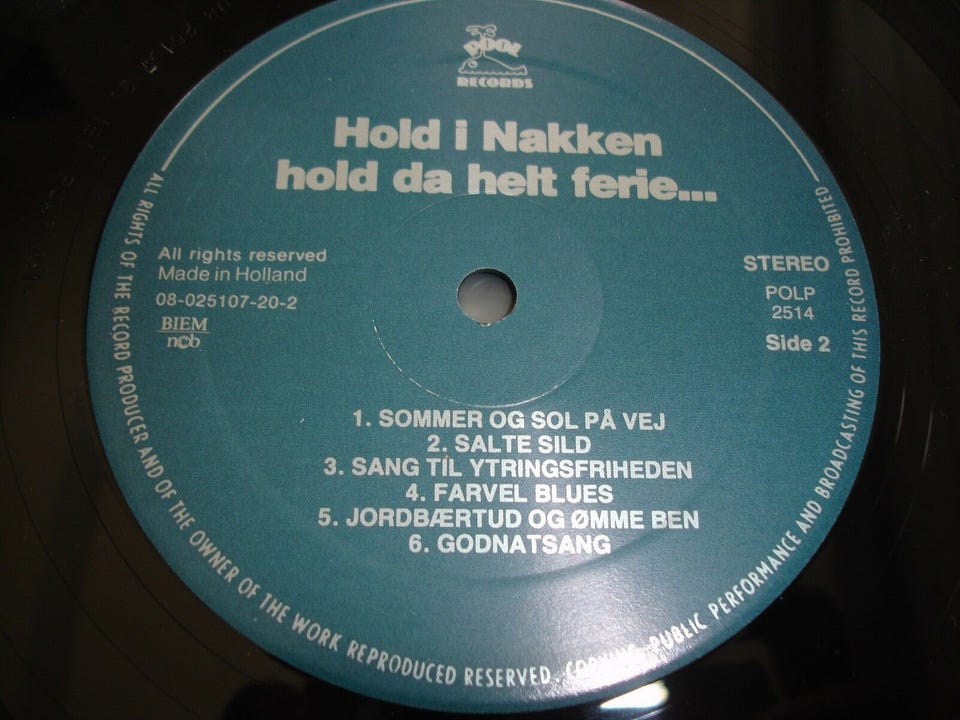 POOL
RECORDS
Hold i Nakken
hold da helt ferie...
All rights reserved
Made in Holland
08-025107-20-2
BIEM
ncb
STEREO
POLP
2514
Side 2
1. SOMMER OG SOL PÅ VEJ
2. SALTE SILD
3. SANG TIL YTRINGSFRIHEDEN
4. FARVEL BLUES
5. JORDBÆRTUD OG ØMME BEN
6. GODNATSANG
ALL RIGHTS OF THE RECORD PRODUCER AND OF THE OWNER OF THE WORK REPRODUCED RESERVED. COPYING, PUBLIC PERFORMANCE AND BROADCASTING OF THIS RECORD PROHIBITED